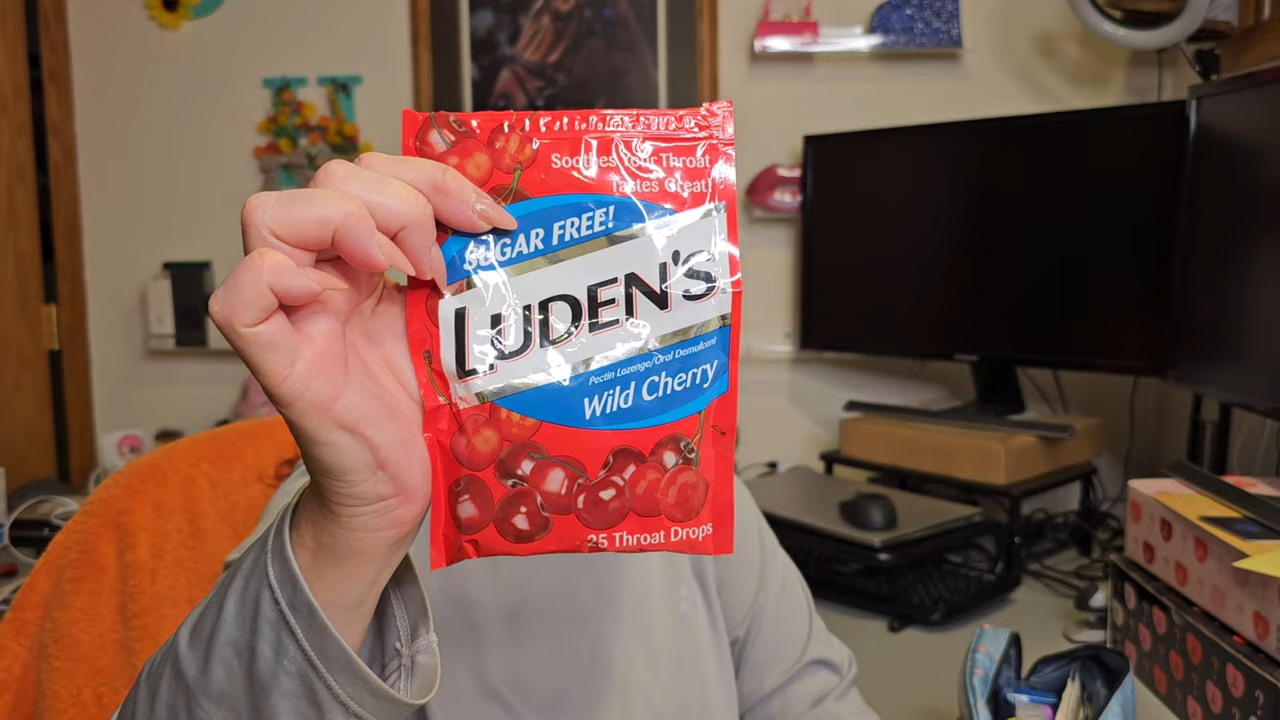 Soothes Your Throat
Tastes Great!
SUGAR FREE!
LUDEN'S
Pectin Lozenge/Oral Demulcent
Wild Cherry
25 Throat Drops